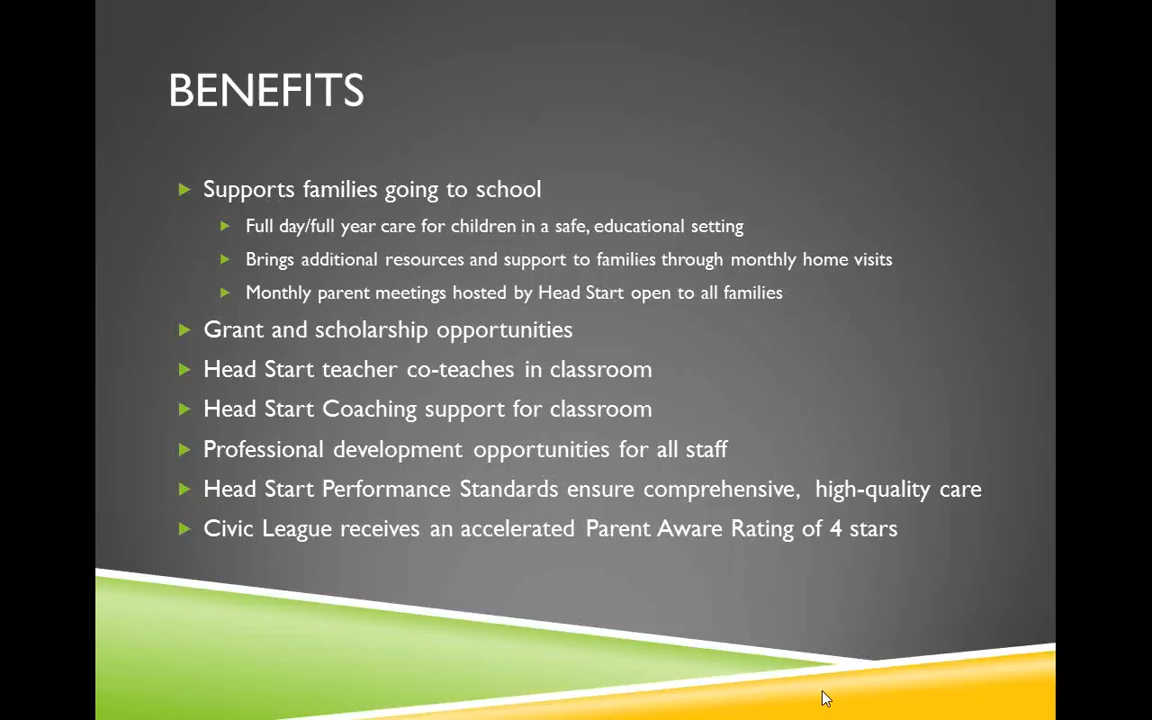 BENEFITS
Supports families going to school
Full day/full year care for children in a safe, educational setting
Brings additional resources and support to families through monthly home visits
Monthly parent meetings hosted by Head Start open to all families
Grant and scholarship opportunities
Head Start teacher co-teaches in classroom
Head Start Coaching support for classroom
Professional development opportunities for all staff
Head Start Performance Standards ensure comprehensive, high-quality care
Civic League receives an accelerated Parent Aware Rating of 4 stars